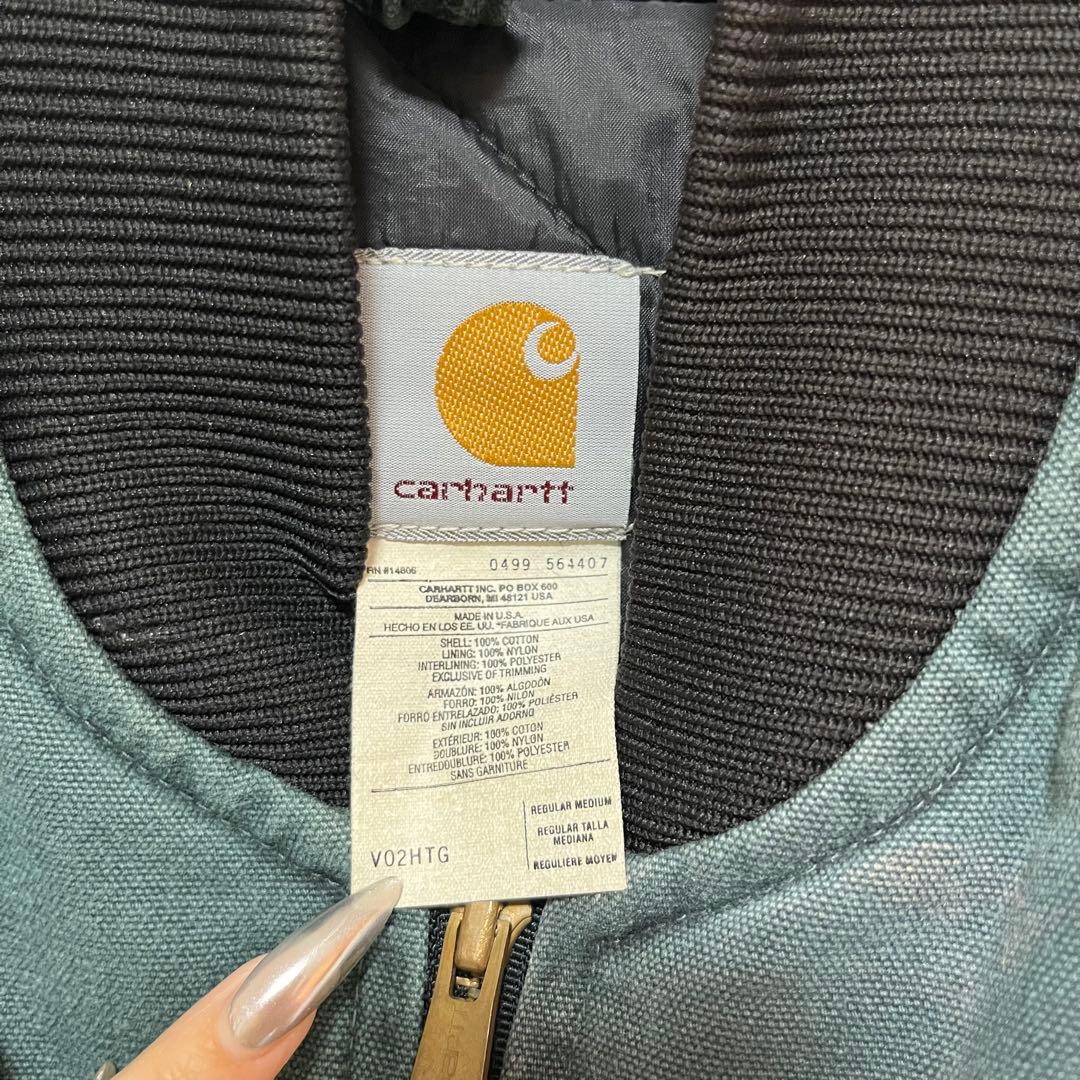 carhartt
RN #14806 0499 564407
CARHARTT INC. PO BOX 600
DEARBORN, MI 48121 USA
MADE IN U.S.A.
HECHO EN LOS EE. UU. *FABRIQUE AUX USA
SHELL: 100% COTTON
LINING: 100% NYLON
INTERLINING: 100% POLYESTER
EXCLUSIVE OF TRIMMING
ARMAZÓN: 100% ALGODÓN
FORRO: 100% NILON
FORRO ENTRELAZADO: 100% POLIÉSTER
SIN INCLUIR ADORNO
EXTÉRIEUR: 100% COTON
DOUBLURE: 100% NYLON
ENTREDOUBLURE: 100% POLYESTER
SANS GARNITURE
REGULAR MEDIUM
REGULAR TALLA
MEDIANA
REGULIERE MOYEN
V02HTG